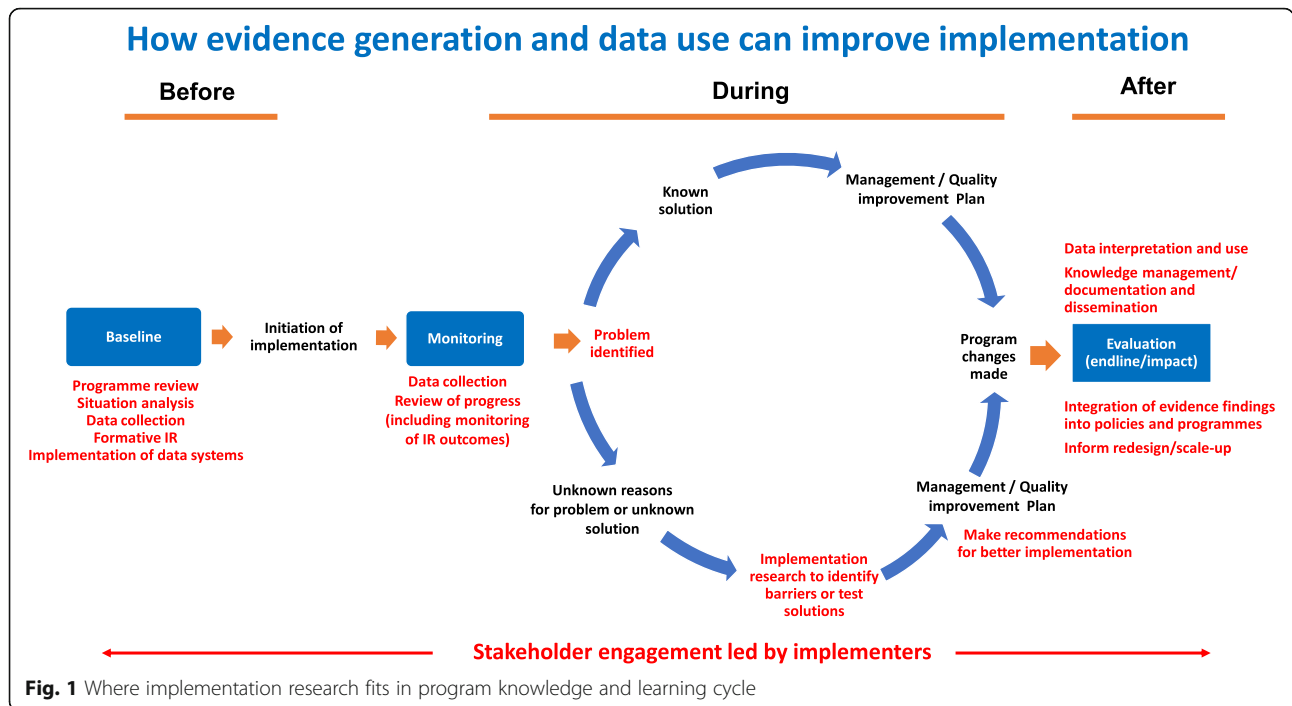 How evidence generation and data use can improve implementation
Before
During
After
Known
solution
Management / Quality
improvement Plan
Data interpretation and use
Knowledge management/
documentation and
dissemination
Baseline
Initiation of
implementation
Monitoring
Problem
identified
Program
changes
made
Evaluation
(endline/impact)
Programme review
Situation analysis
Data collection
Formative IR
Implementation of data systems
Data collection
Review of progress
(including monitoring
of IR outcomes)
Integration of evidence findings
into policies and programmes
Inform redesign/scale-up
Unknown reasons
for problem or unknown
solution
Management / Quality
improvement Plan
Make recommendations
for better implementation
Implementation
research to identify
barriers or test
solutions
Stakeholder engagement led by implementers
Fig. 1 Where implementation research fits in program knowledge and learning cycle